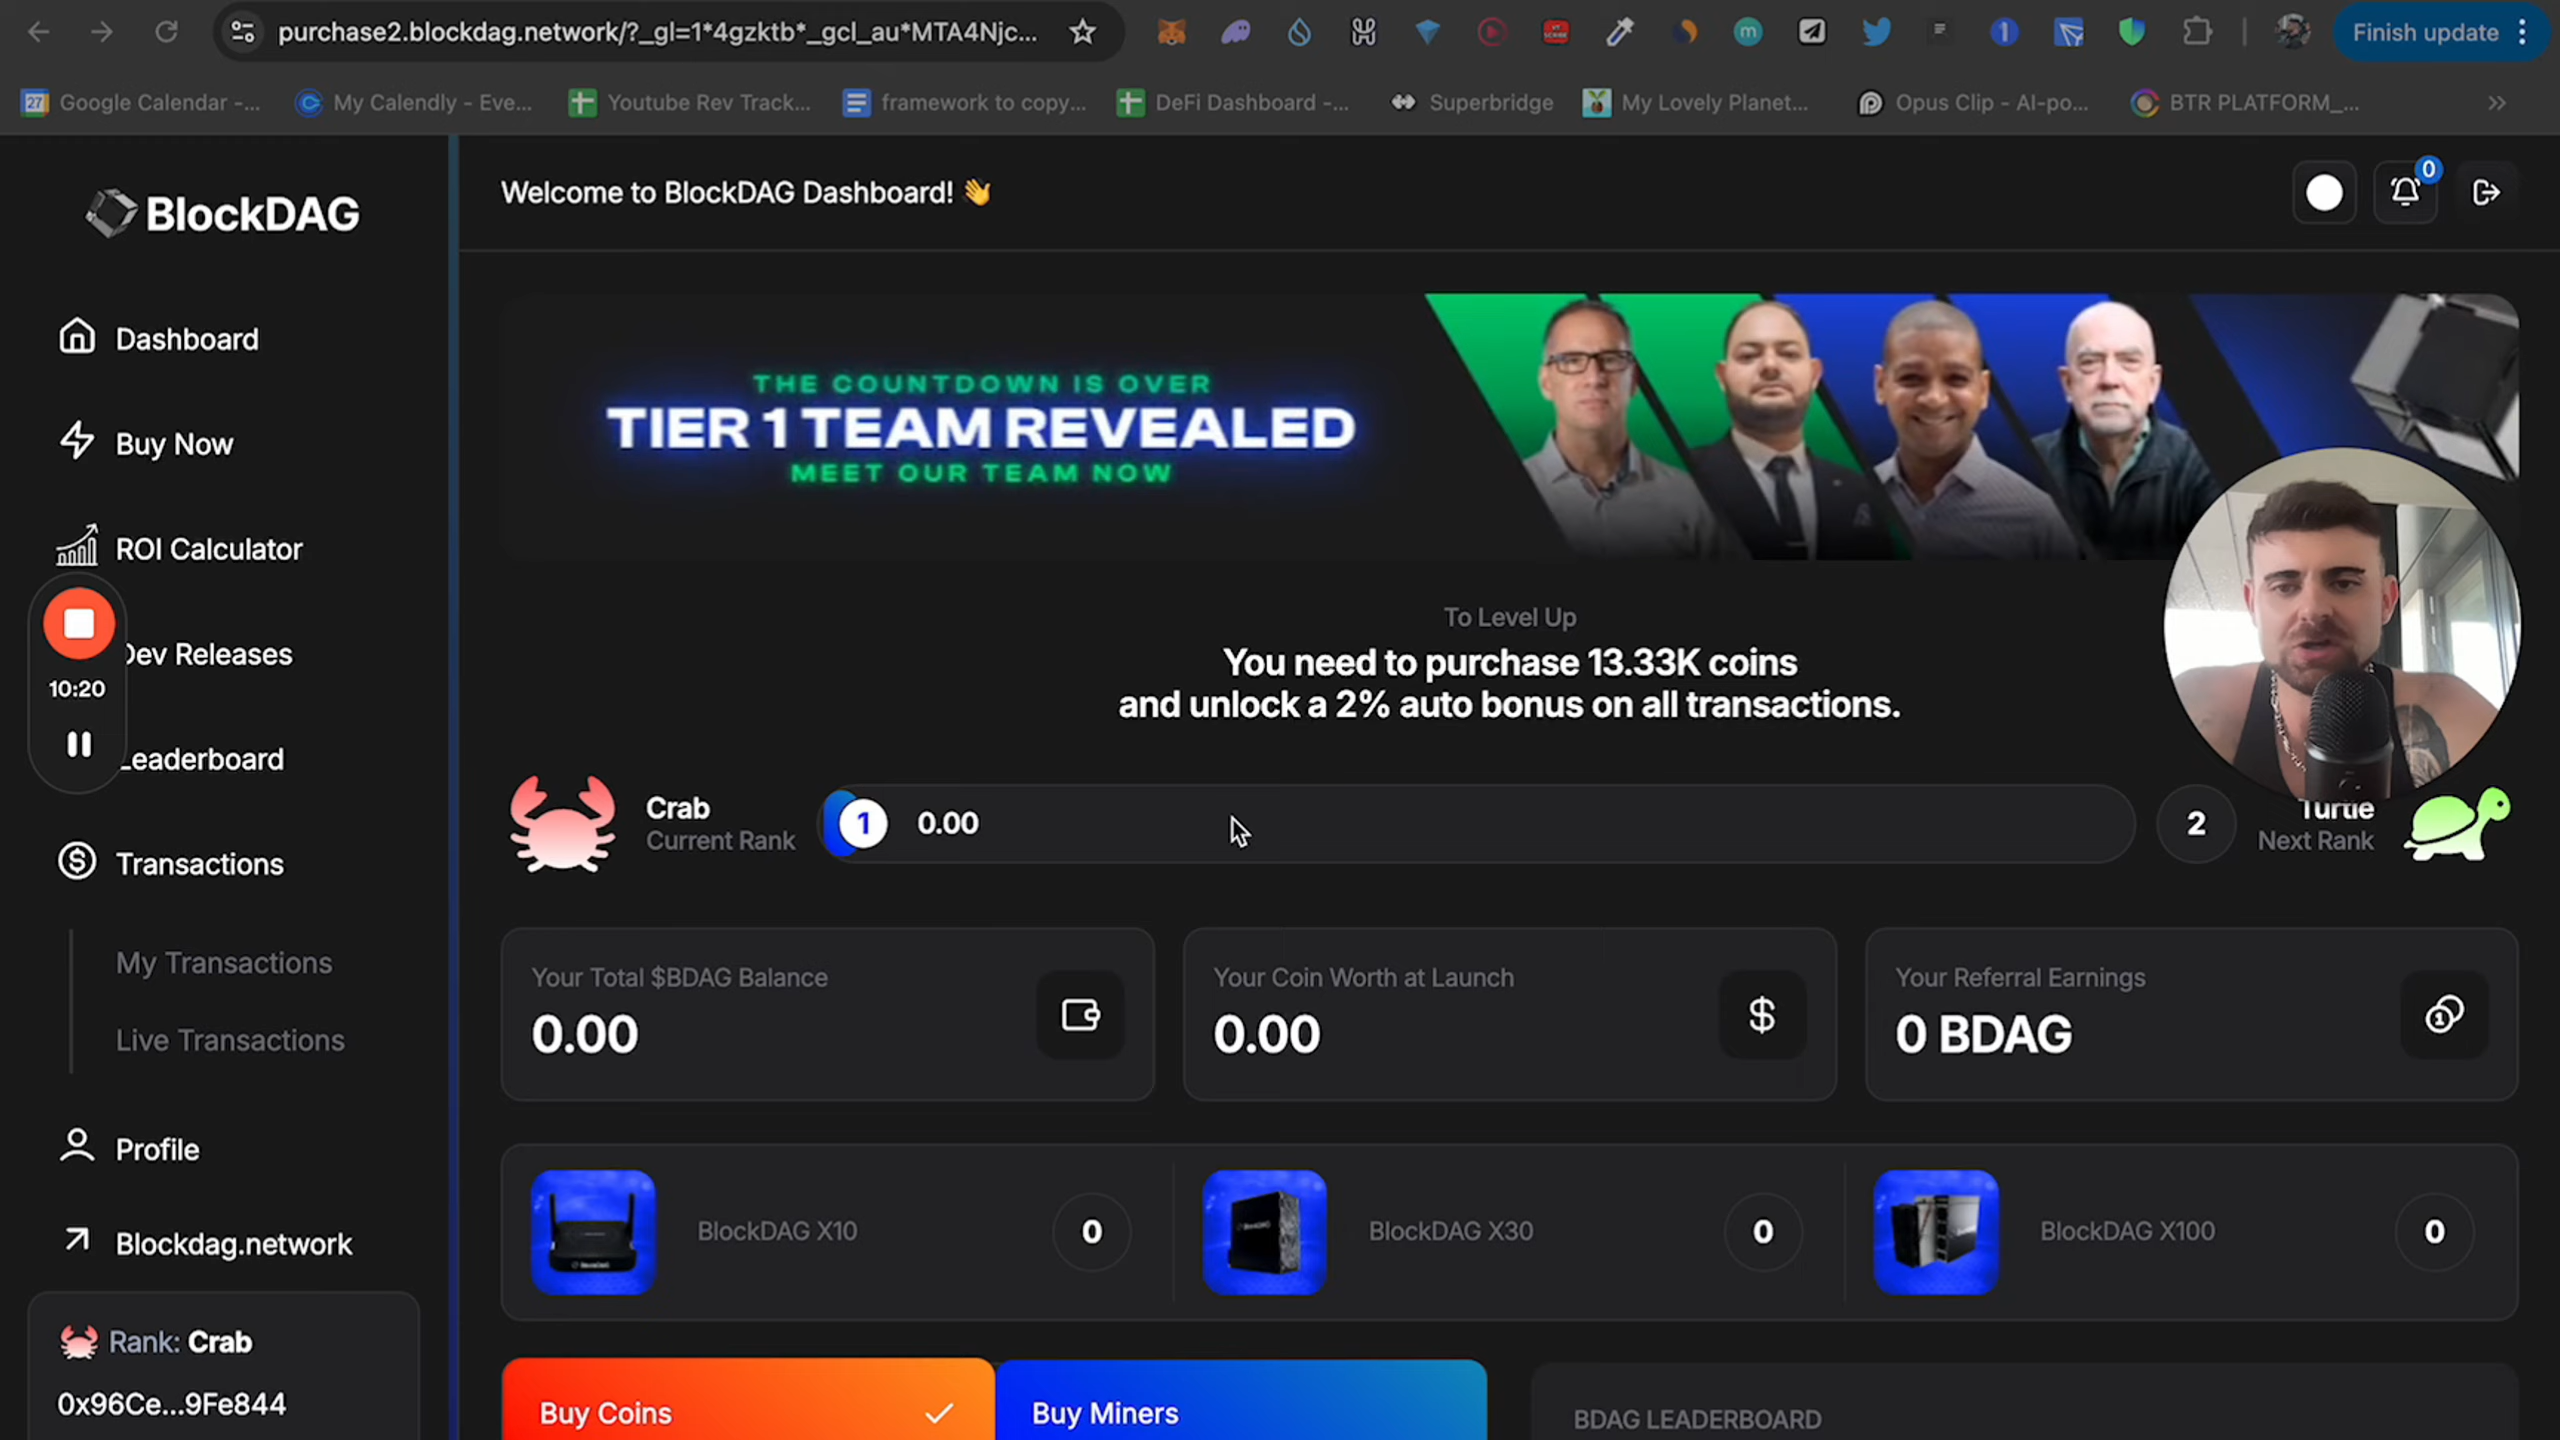 purchase2.blockdag.network/?_gl=1*4gzktb*_gcl_au*MTA4Njc...
Finish update
27
Google Calendar -...
My Calendly - Eve...
Youtube Rev Track...
framework to copy...
DeFi Dashboard -...
Superbridge
My Lovely Planet...
Opus Clip - AI-po...
BTR PLATFORM_...
BlockDAG
Welcome to BlockDAG Dashboard! 👋
0
Dashboard
Buy Now
ROI Calculator
10:20
Dev Releases
Leaderboard
Transactions
My Transactions
Live Transactions
Profile
Blockdag.network
Rank: Crab
0x96Ce...9Fe844
THE COUNTDOWN IS OVER
TIER 1 TEAM REVEALED
MEET OUR TEAM NOW
To Level Up
You need to purchase 13.33K coins
and unlock a 2% auto bonus on all transactions.
Crab
Current Rank
1
0.00
2
Turtle
Next Rank
Your Total $BDAG Balance
0.00
Your Coin Worth at Launch
0.00
Your Referral Earnings
0 BDAG
BlockDAG X10
0
BlockDAG X30
0
BlockDAG X100
0
Buy Coins
Buy Miners
BDAG LEADERBOARD